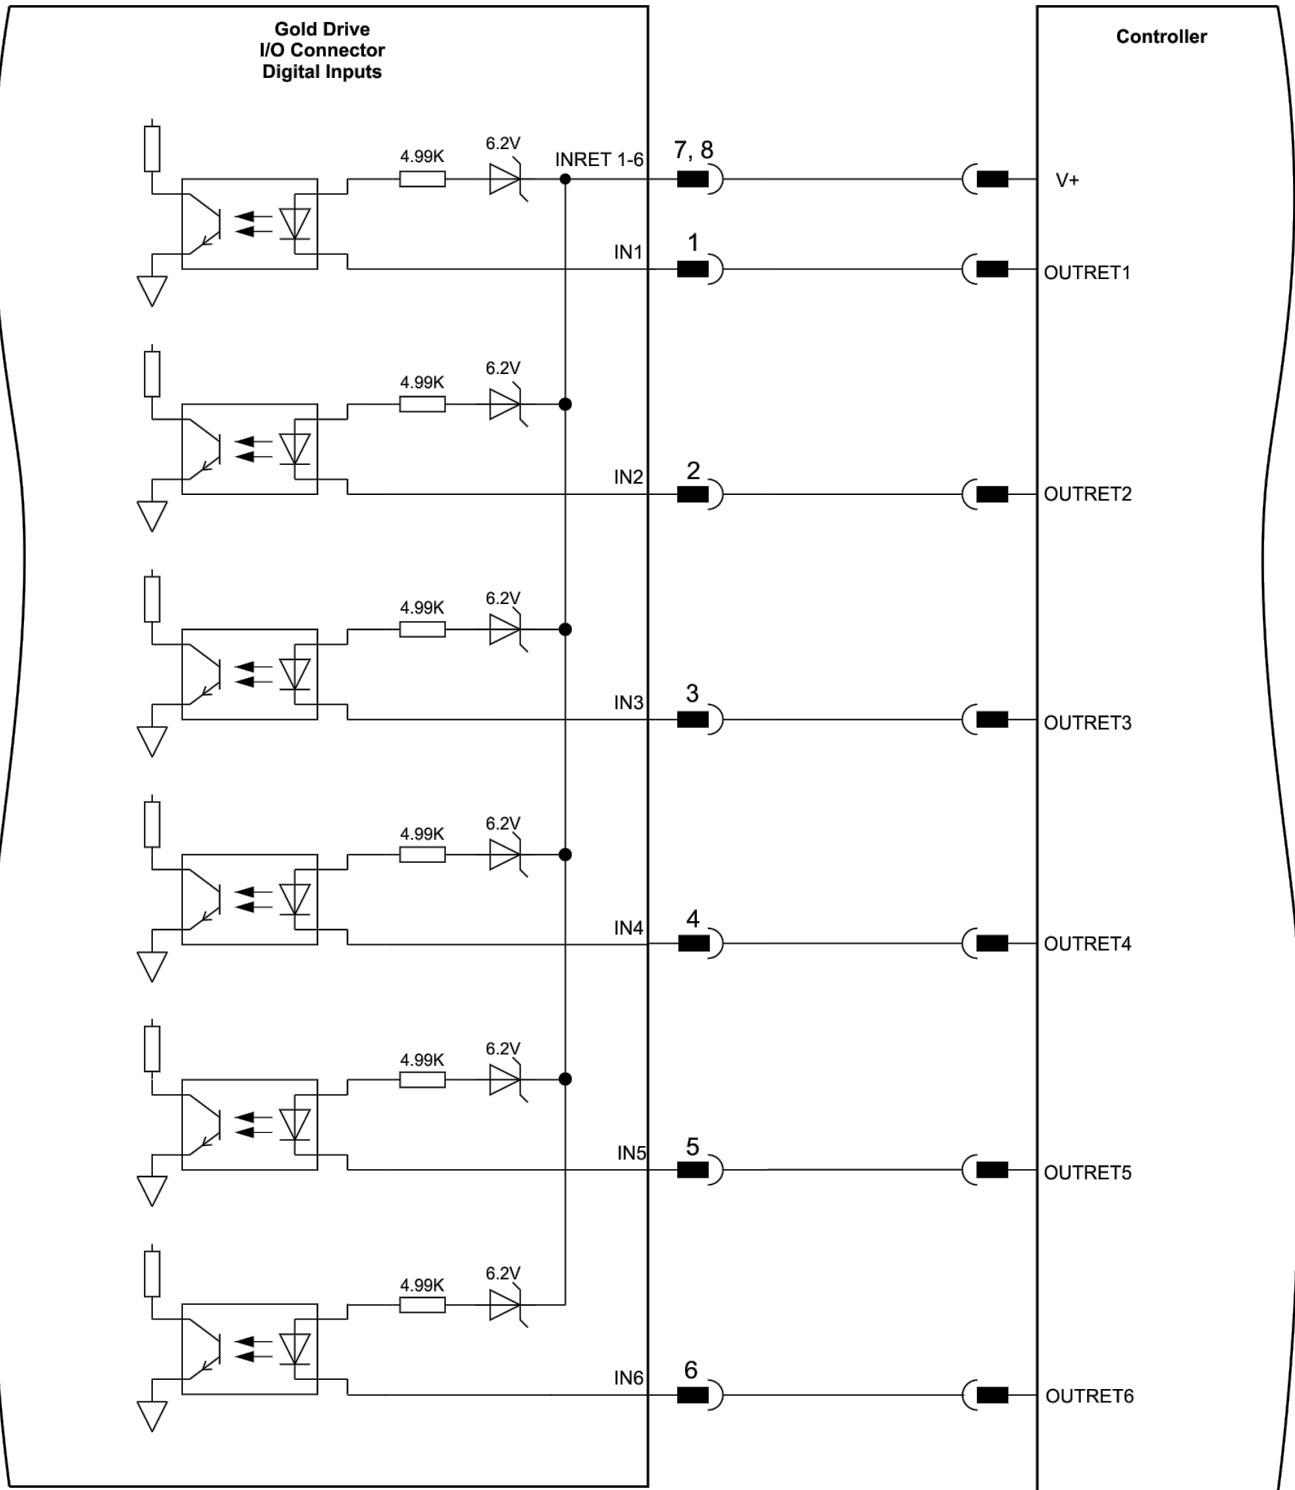 Gold Drive
I/O Connector
Digital Inputs
Controller
4.99K
6.2V
INRET 1-6
7, 8
V+
IN1
1
OUTRET1
4.99K
6.2V
IN2
2
OUTRET2
4.99K
6.2V
IN3
3
OUTRET3
4.99K
6.2V
IN4
4
OUTRET4
4.99K
6.2V
IN5
5
OUTRET5
4.99K
6.2V
IN6
6
OUTRET6